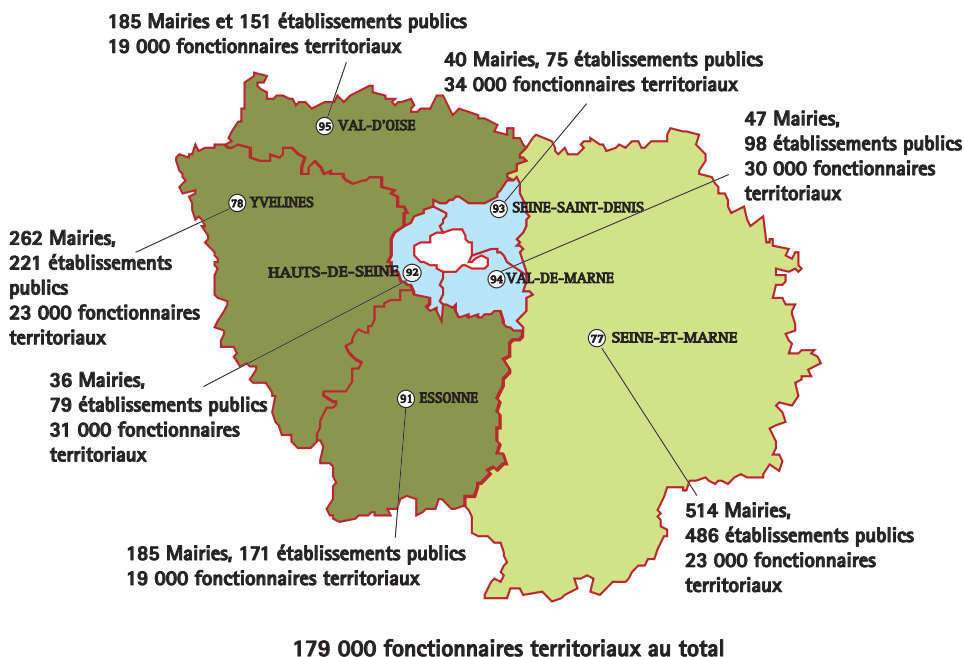 185 Mairies et 151 établissements publics
19 000 fonctionnaires territoriaux
40 Mairies, 75 établissements publics
34 000 fonctionnaires territoriaux
47 Mairies,
98 établissements publics
30 000 fonctionnaires
territoriaux
95 VAL-D'OISE
78 YVELINES
93 SEINE-SAINT-DENIS
262 Mairies,
221 établissements
publics
23 000 fonctionnaires
territoriaux
HAUTS-DE-SEINE 92
94 VAL-DE-MARNE
77 SEINE-ET-MARNE
36 Mairies,
79 établissements publics
31 000 fonctionnaires
territoriaux
91 ESSONNE
514 Mairies,
486 établissements publics
23 000 fonctionnaires
territoriaux
185 Mairies, 171 établissements publics
19 000 fonctionnaires territoriaux
179 000 fonctionnaires territoriaux au total